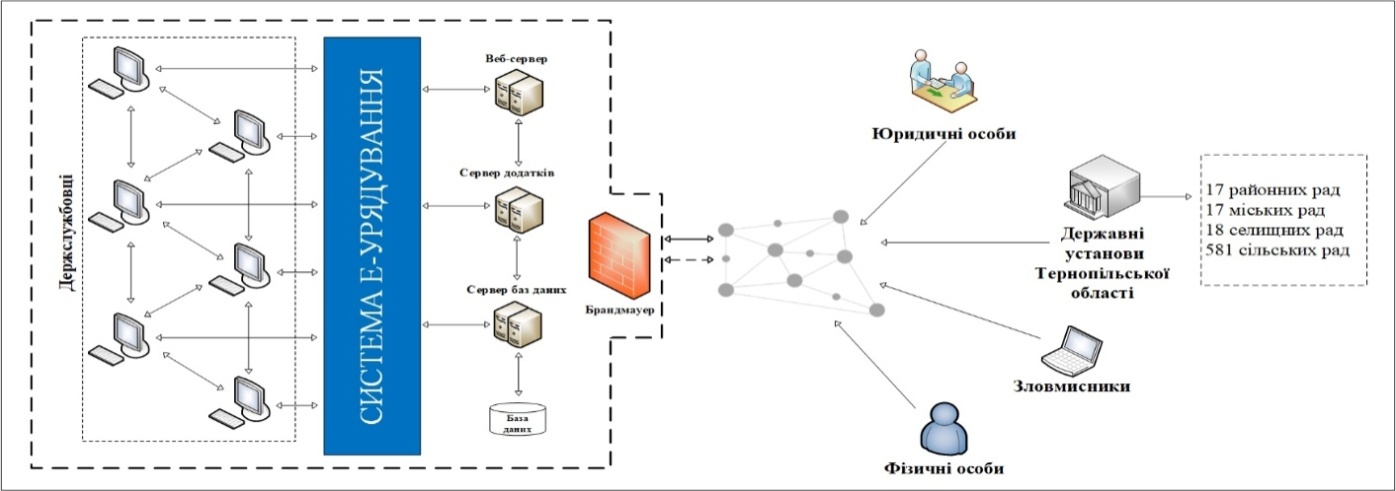 Держслужбовці
СИСТЕМА Е-УРЯДУВАННЯ
Веб-сервер
Сервер додатків
Сервер баз даних
База
даних
Брандмауер
Юридичні особи
Державні
установи
Тернопільської
області
17 районних рад
17 міських рад
18 селищних рад
581 сільських рад
Зловмисники
Фізичні особи